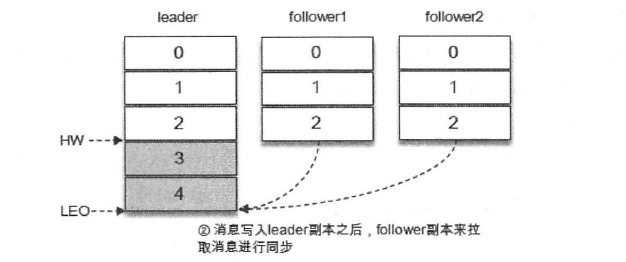 leader follower1 follower2
0 0 0
1 1 1
2 2 2
HW
3
4
LEO
② 消息写入leader副本之后，follower副本来拉
取消息进行同步